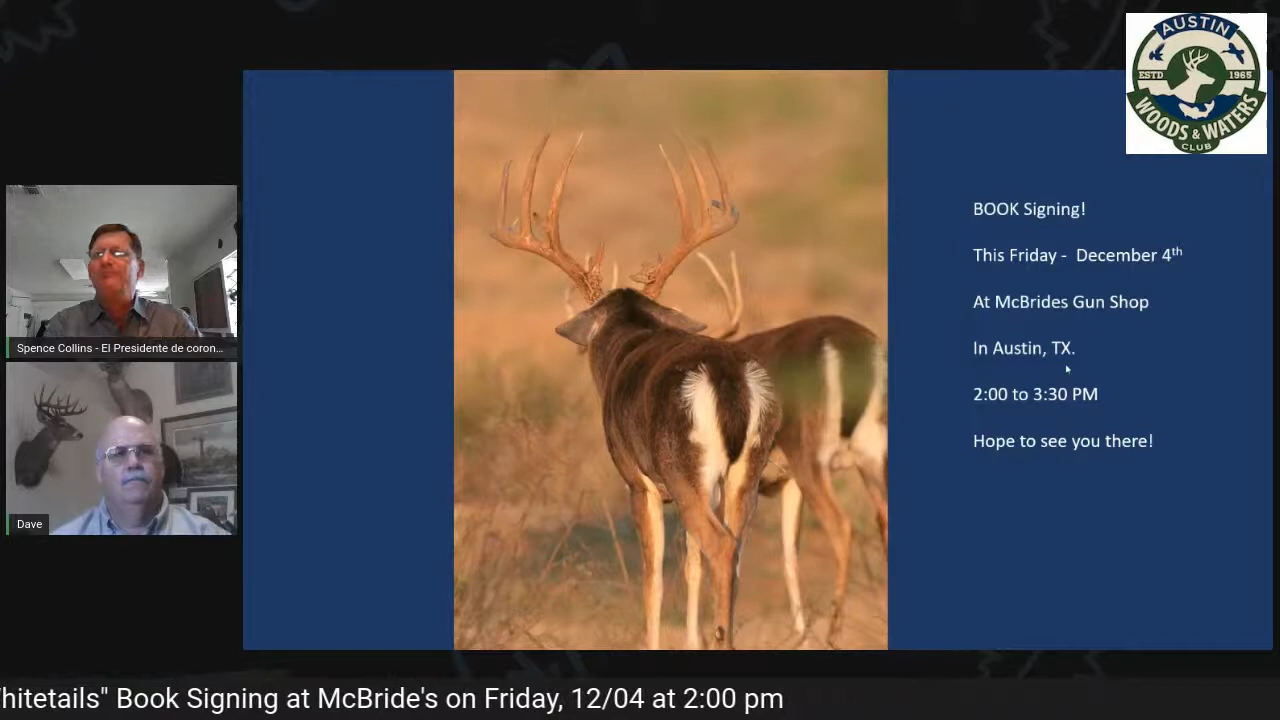 AUSTIN
ESTD 1965
WOODS & WATERS
CLUB
BOOK Signing!
This Friday - December 4th
At McBrides Gun Shop
In Austin, TX.
2:00 to 3:30 PM
Hope to see you there!
Spence Collins - El Presidente de coron...
Dave
hitetails" Book Signing at McBride's on Friday, 12/04 at 2:00 pm